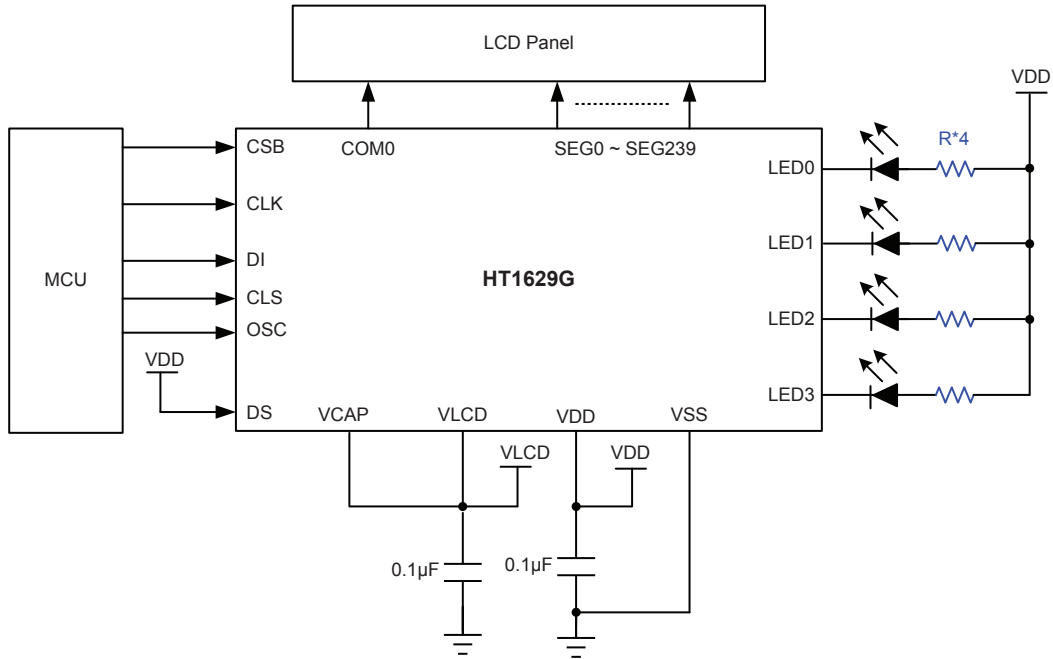 LCD Panel
VDD
CSB
COM0
SEG0 ~ SEG239
R*4
LED0
CLK
LED1
DI
MCU
HT1629G
CLS
LED2
OSC
VDD
LED3
DS
VCAP
VLCD
VDD
VSS
VLCD
VDD
0.1µF
0.1µF